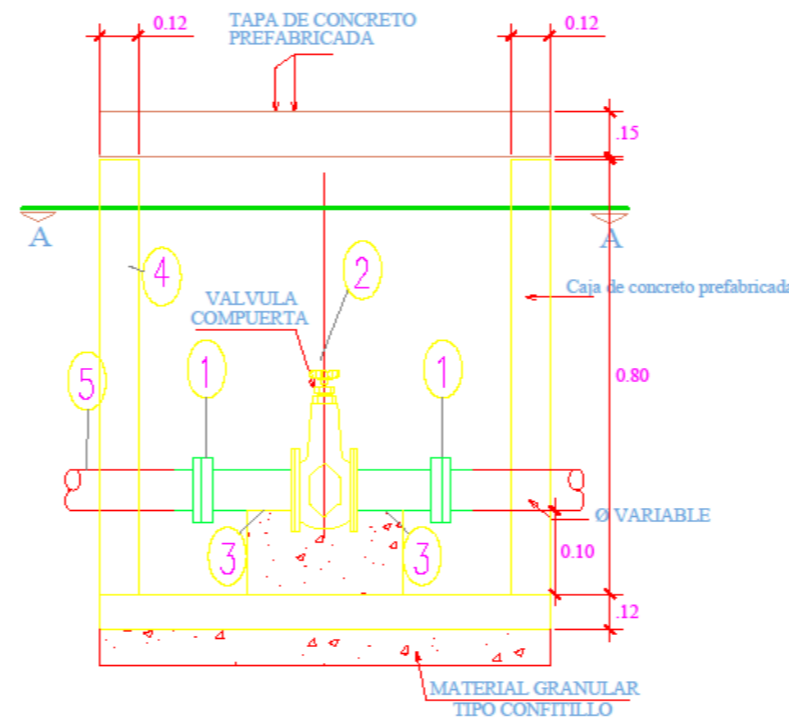 0.12
TAPA DE CONCRETO
PREFABRICADA
0.12
.15
A
A
4
2
VALVULA
COMPUERTA
Caja de concreto prefabricada
1
1
5
0.80
Ø VARIABLE
3
3
0.10
.12
MATERIAL GRANULAR
TIPO CONFITILLO